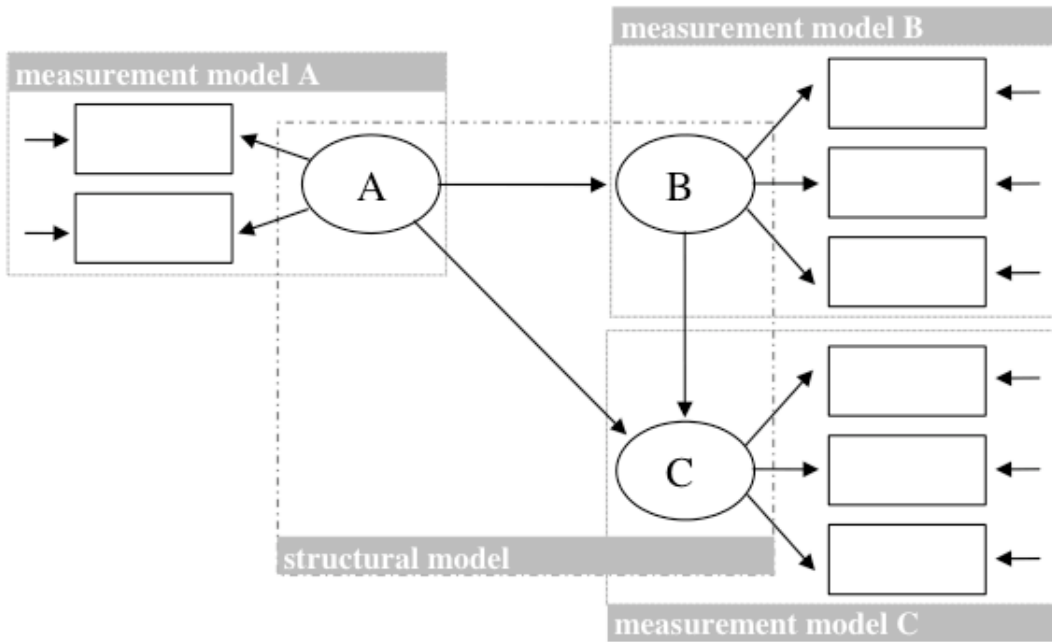 measurement model B
measurement model A
A
B
C
structural model
measurement model C